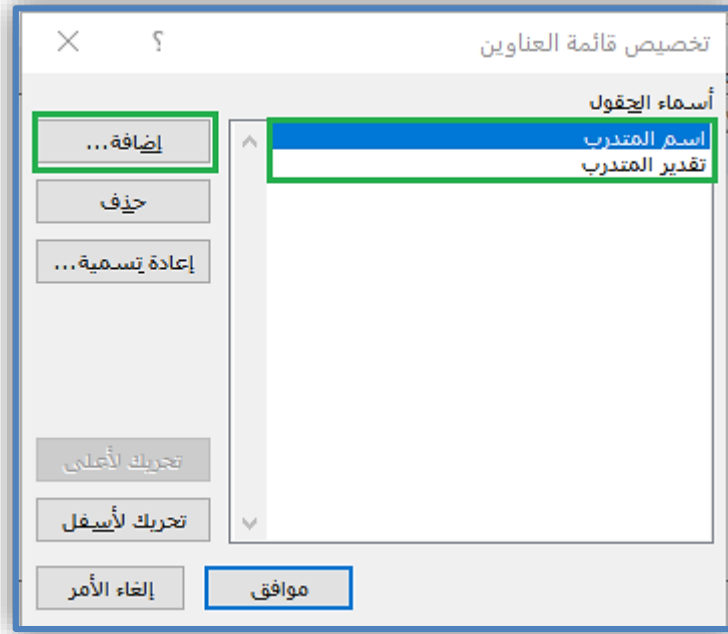 تخصيص قائمة العناوين ؟
أسماء الحقول
اسم المتدرب
تقدير المتدرب
إضافة...
حذف
إعادة تسمية...
تحريك لأعلى
تحريك لأسفل
موافق
إلغاء الأمر